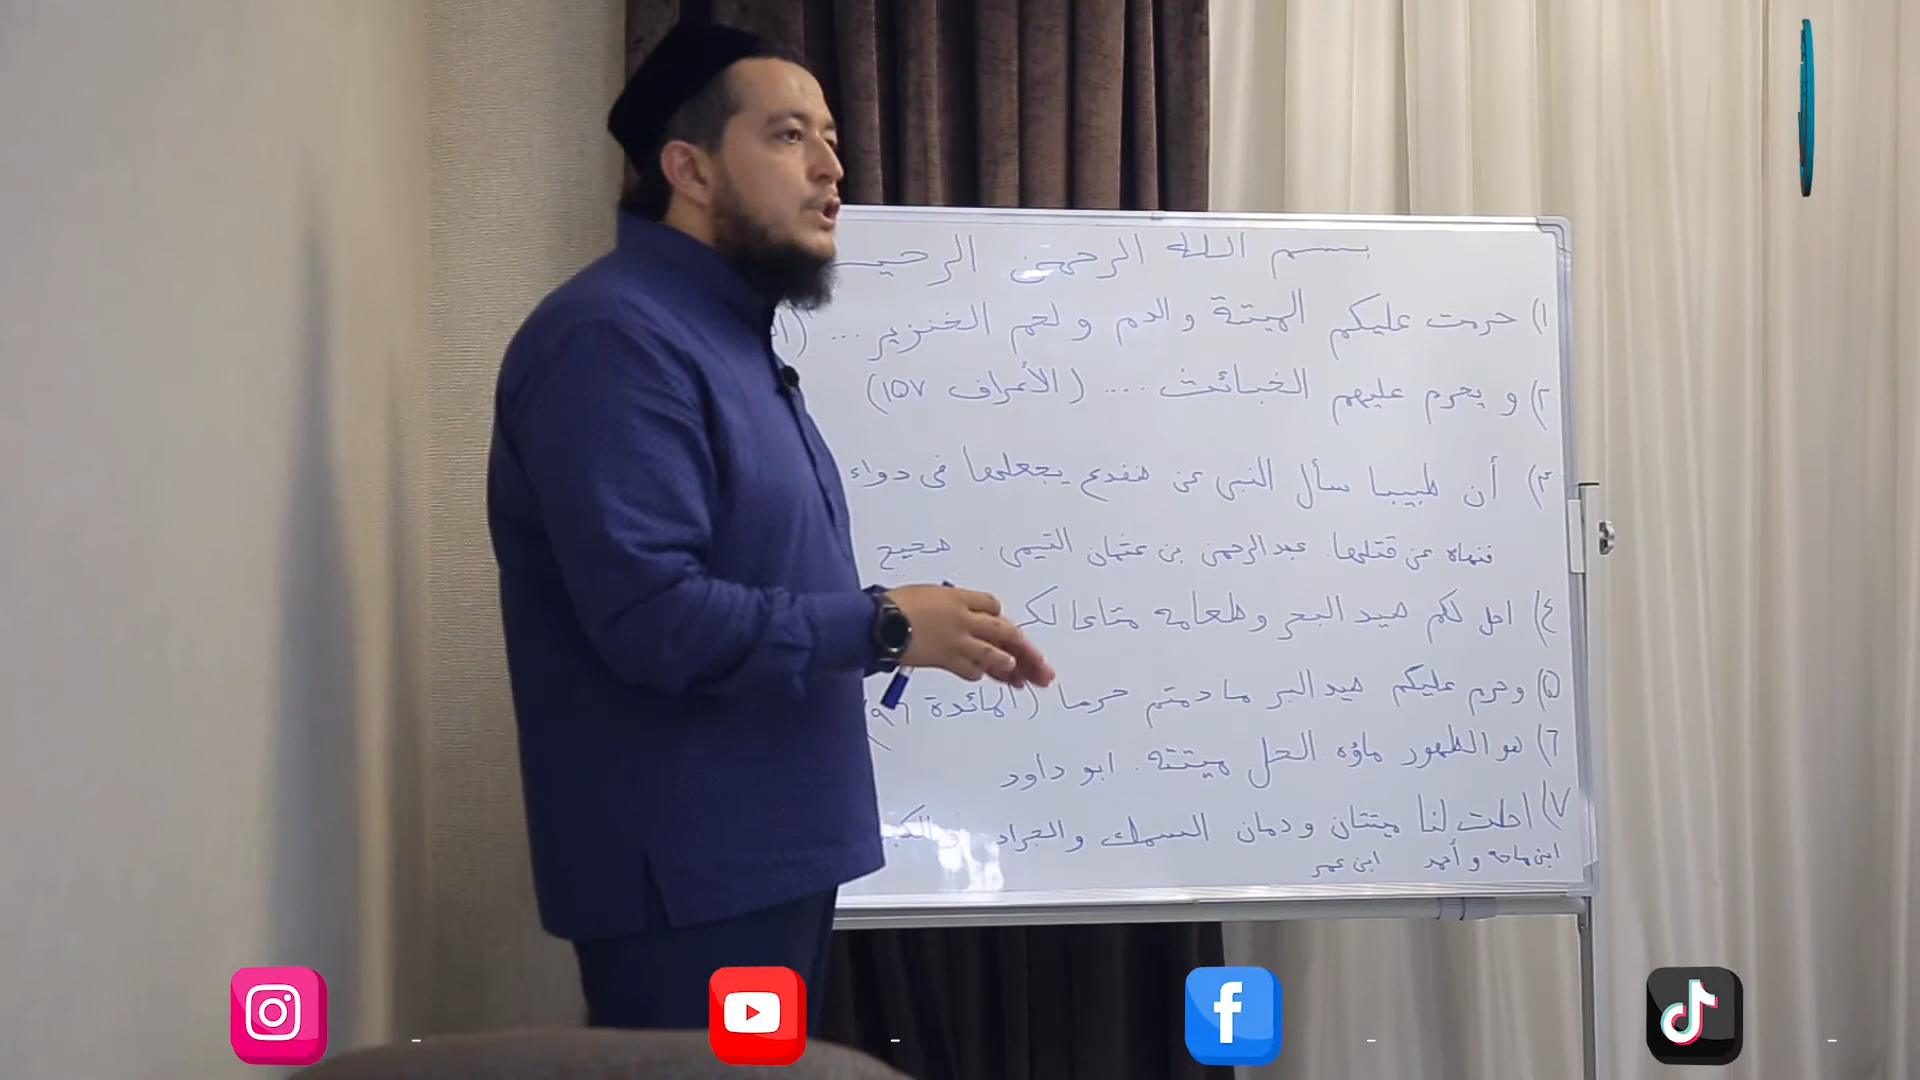 بسم الله الرحمن الرحيم
١) حرمت عليكم الميتة والدم ولحم الخنزير ...
٢) و يحرم عليهم الخبائث .... (الأعراف ١٥٧)
٣) أن طبيبا سأل النبي عن ضفدع يجعلها في دواء
فنهاه عن قتلها. عبد الرحمن بن عثمان التيمي . صحيح
٤) احل لكم صيد البحر وطعامه متاعا لكم
٥) وحرم عليكم صيد البر ما دمتم حرما (المائدة ٩٦)
٦) هو الطهور ماؤه الحل ميتته . ابو داود
٧) احلت لنا ميتتان و دمان السمك والجراد
ابن ماجه و أحمد ابن عمر